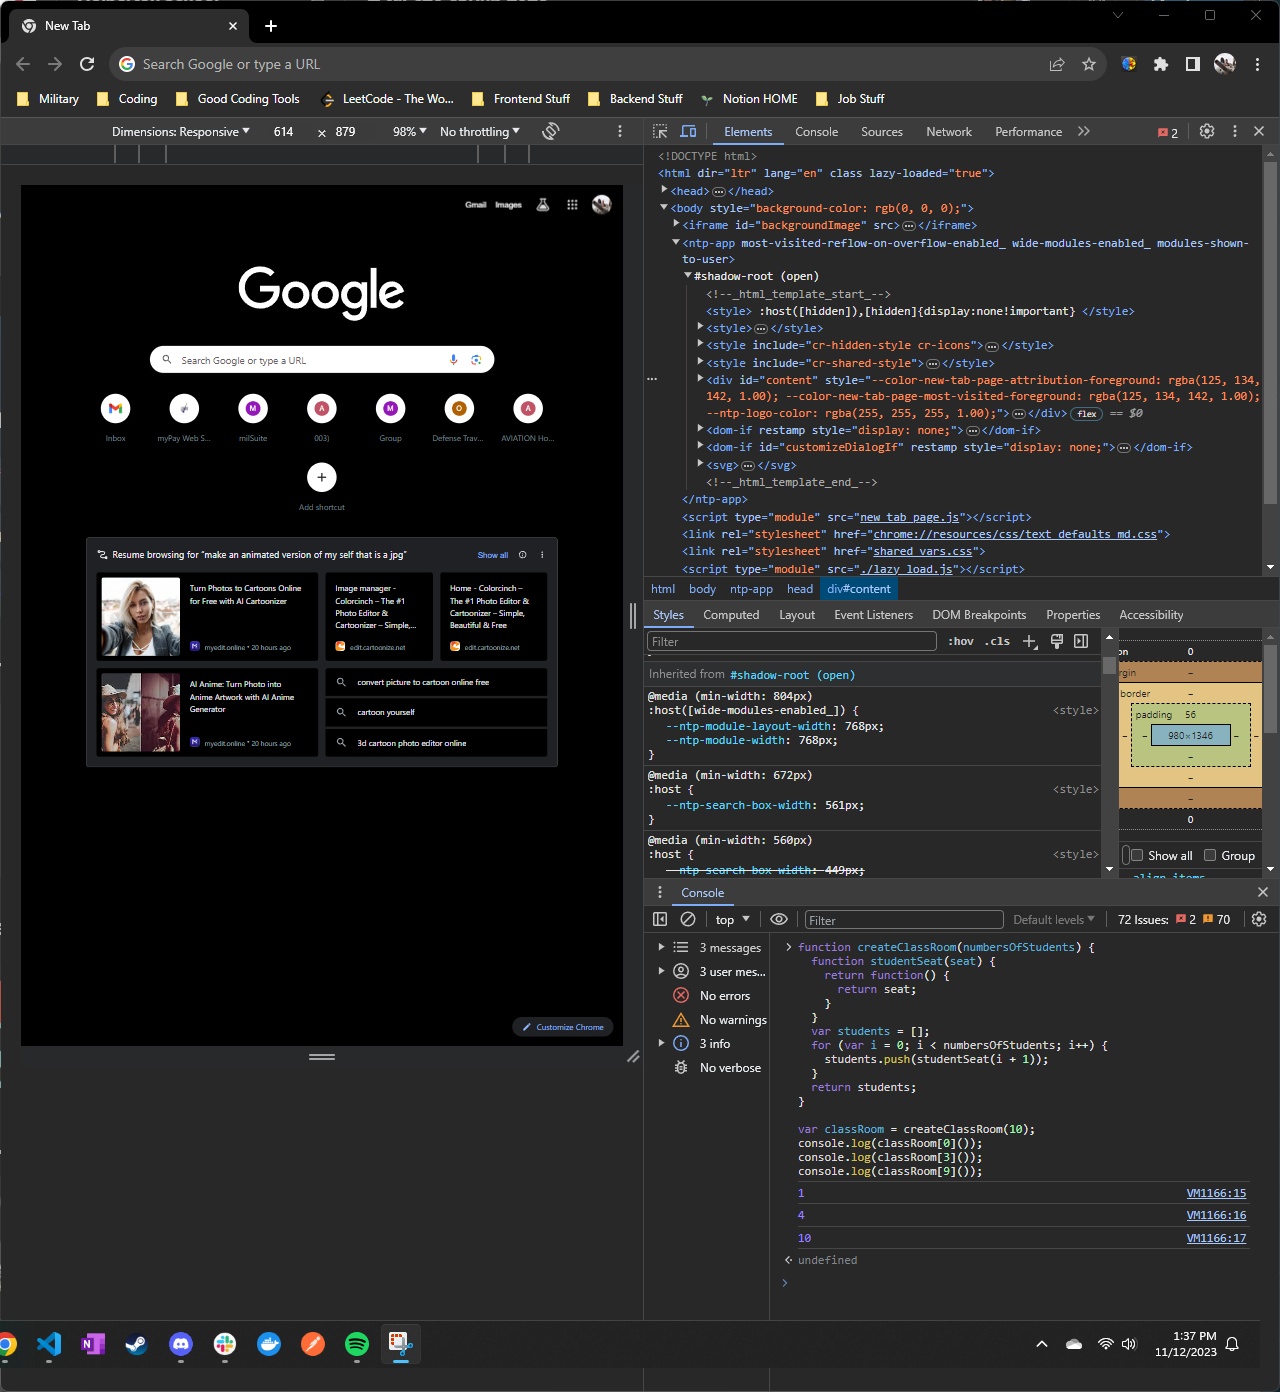 New Tab
Search Google or type a URL
Military
Coding
Good Coding Tools
LeetCode - The Wo...
Frontend Stuff
Backend Stuff
Notion HOME
Job Stuff
Dimensions: Responsive
614
×
879
98%
No throttling
Gmail
Images
Google
Search Google or type a URL
M
A
M
O
A
Inbox
myPay Web S...
milSuite
003)
Group
Defense Trav...
AVIATION Ho...
Add shortcut
Resume browsing for “make an animated version of my self that is a jpg”
Show all
Turn Photos to Cartoons Online
for Free with AI Cartoonizer
myedit.online • 20 hours ago
Image manager -
Colorcinch – The #1
Photo Editor &
Cartoonizer – Simple,...
edit.cartoonize.net
Home - Colorcinch –
The #1 Photo Editor &
Cartoonizer – Simple,
Beautiful & Free
edit.cartoonize.net
AI Anime: Turn Photo into
Anime Artwork with AI Anime
Generator
myedit.online • 20 hours ago
convert picture to cartoon online free
cartoon yourself
3d cartoon photo editor online
Customize Chrome
Elements
Console
Sources
Network
Performance
2
<!DOCTYPE html>
<html dir="ltr" lang="en" class lazy-loaded="true">
<head>…</head>
<body style="background-color: rgb(0, 0, 0);">
<iframe id="backgroundImage" src>…</iframe>
<ntp-app most-visited-reflow-on-overflow-enabled_ wide-modules-enabled_ modules-shown-
to-user>
#shadow-root (open)
<!--_html_template_start_-->
<style> :host([hidden]),[hidden]{display:none!important} </style>
<style>…</style>
<style include="cr-hidden-style cr-icons">…</style>
<style include="cr-shared-style">…</style>
<div id="content" style="--color-new-tab-page-attribution-foreground: rgba(125, 134,
142, 1.00); --color-new-tab-page-most-visited-foreground: rgba(125, 134, 142, 1.00);
--ntp-logo-color: rgba(255, 255, 255, 1.00);">…</div> flex == $0
<dom-if restamp style="display: none;">…</dom-if>
<dom-if id="customizeDialogIf" restamp style="display: none;">…</dom-if>
<svg>…</svg>
<!--_html_template_end_-->
</ntp-app>
<script type="module" src="new_tab_page.js"></script>
<link rel="stylesheet" href="chrome://resources/css/text_defaults_md.css">
<link rel="stylesheet" href="shared_vars.css">
<script type="module" src="./lazy_load.js"></script>
html
body
ntp-app
head
div#content
Styles
Computed
Layout
Event Listeners
DOM Breakpoints
Properties
Accessibility
Filter
:hov
.cls
Inherited from #shadow-root (open)
@media (min-width: 804px)
:host([wide-modules-enabled_]) {
<style>
--ntp-module-layout-width: 768px;
--ntp-module-width: 768px;
}
@media (min-width: 672px)
:host {
<style>
--ntp-search-box-width: 561px;
}
@media (min-width: 560px)
:host {
<style>
--ntp-search-box-width: 449px;
on
0
rgin
–
border
–
padding
56
– – 980×1346 – –
–
–
–
0
Show all
Group
align-items
Console
top
Filter
Default levels
72 Issues:
2
70
3 messages
3 user mes...
No errors
No warnings
3 info
No verbose
function createClassRoom(numbersOfStudents) {
function studentSeat(seat) {
return function() {
return seat;
}
}
var students = [];
for (var i = 0; i < numbersOfStudents; i++) {
students.push(studentSeat(i + 1));
}
return students;
}
var classRoom = createClassRoom(10);
console.log(classRoom[0]());
console.log(classRoom[3]());
console.log(classRoom[9]());
1
VM1166:15
4
VM1166:16
10
VM1166:17
undefined
1:37 PM
11/12/2023